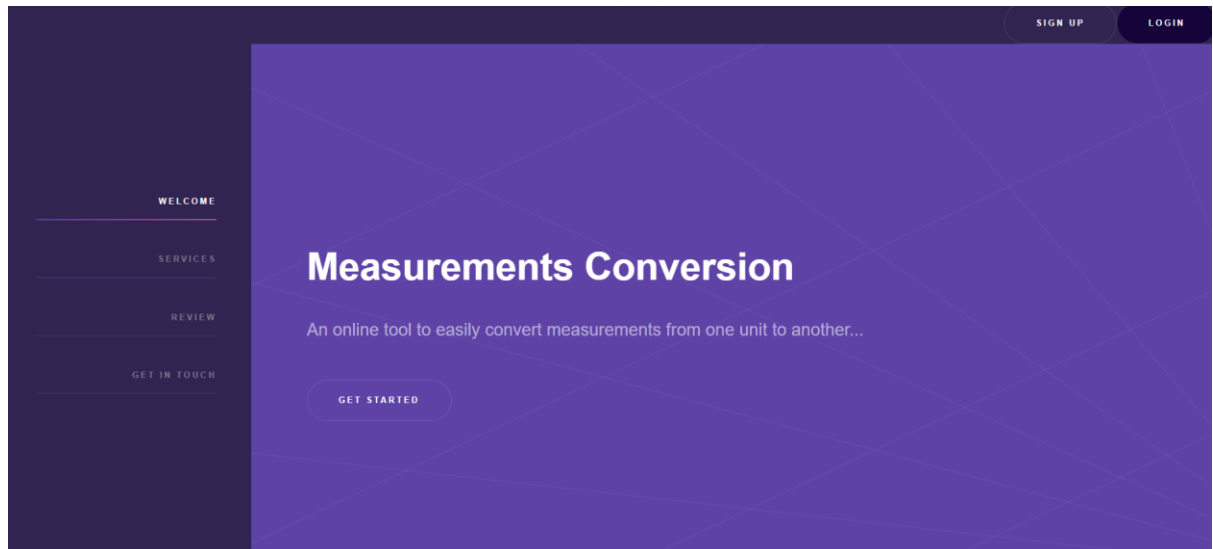 SIGN UP LOGIN
WELCOME
SERVICES
REVIEW
GET IN TOUCH
Measurements Conversion
An online tool to easily convert measurements from one unit to another...
GET STARTED